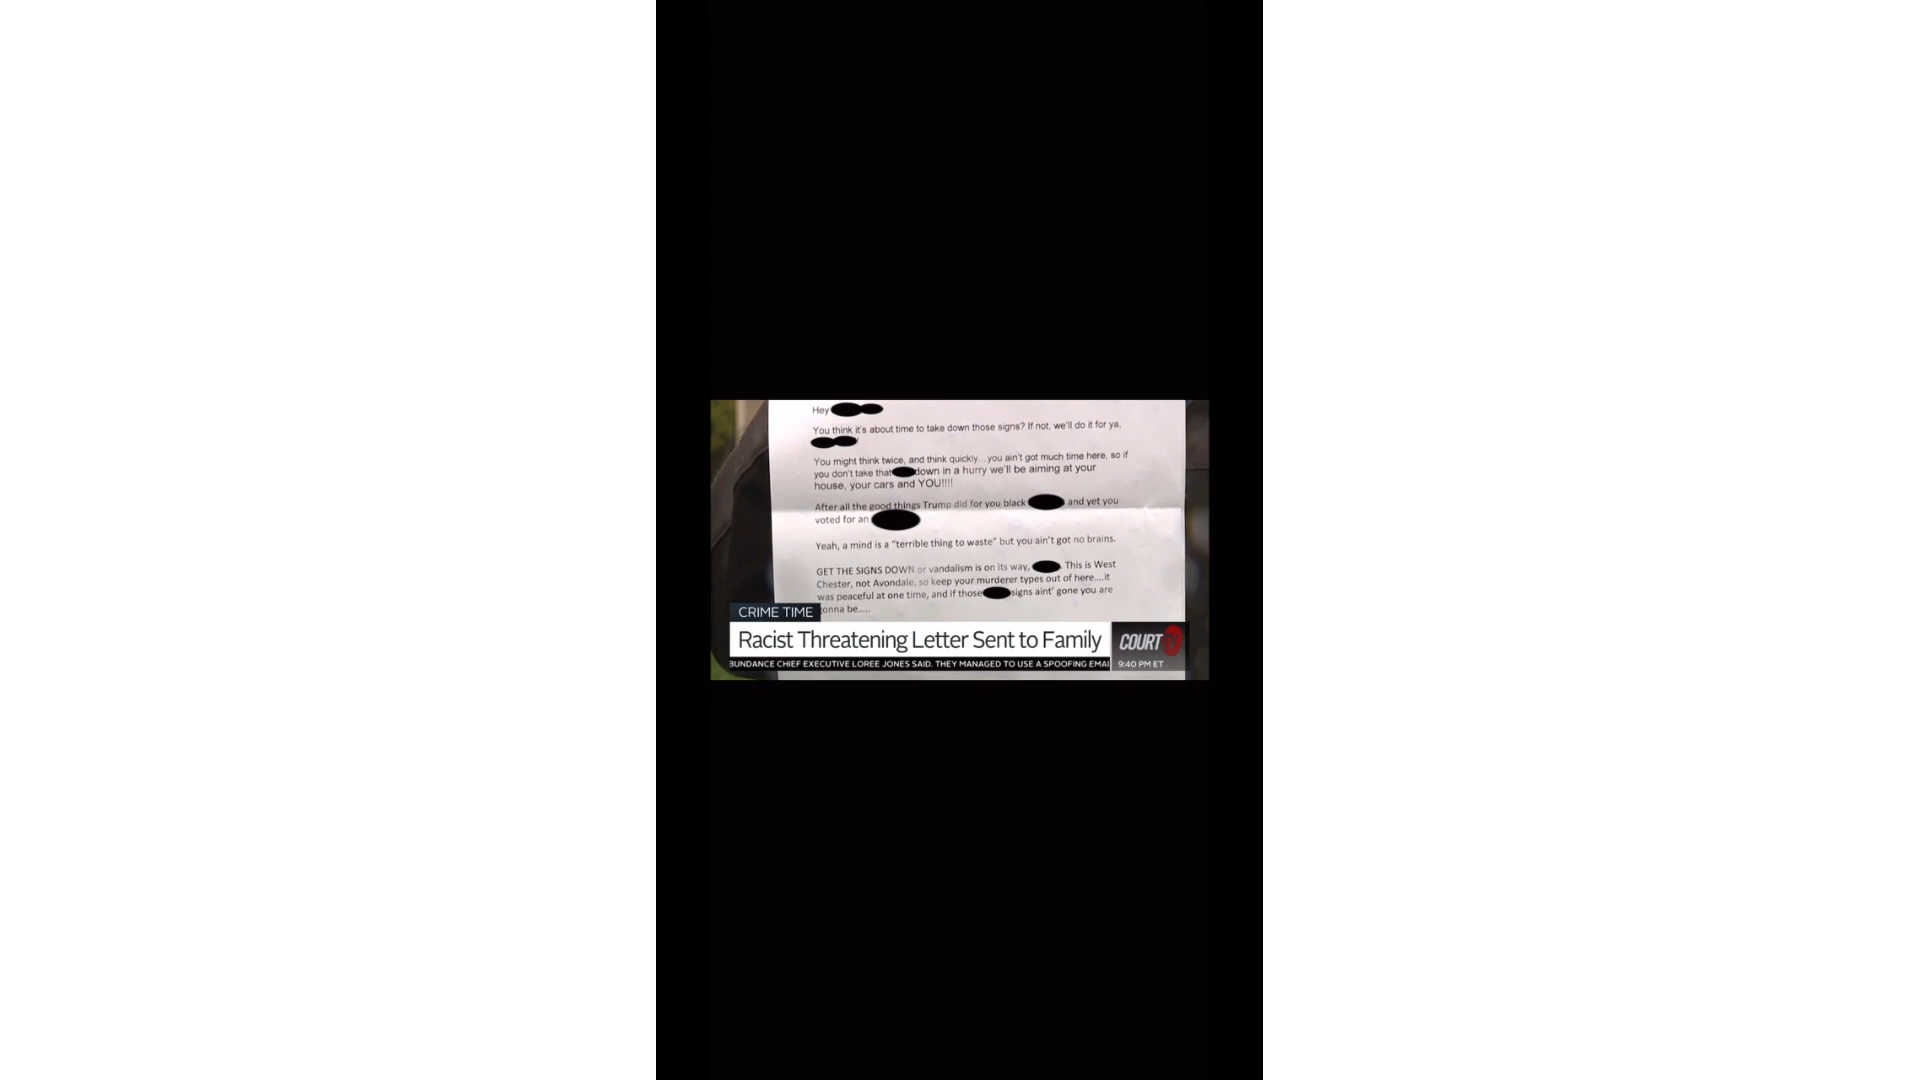 Hey
You think it's about time to take down those signs? If not, we'll do it for ya,
You might think twice, and think quickly...you ain't got much time here, so if
you don't take that down in a hurry we'll be aiming at your
house, your cars and YOU!!!!
After all the good things Trump did for you black and yet you
voted for an
Yeah, a mind is a "terrible thing to waste" but you ain't got no brains.
GET THE SIGNS DOWN or vandalism is on its way, This is West
Chester, not Avondale, so keep your murderer types out of here....it
was peaceful at one time, and if those signs aint' gone you are
gonna be.....
CRIME TIME
Racist Threatening Letter Sent to Family
COURT TV
BUNDANCE CHIEF EXECUTIVE LOREE JONES SAID. THEY MANAGED TO USE A SPOOFING EMAI
9:40 PM ET